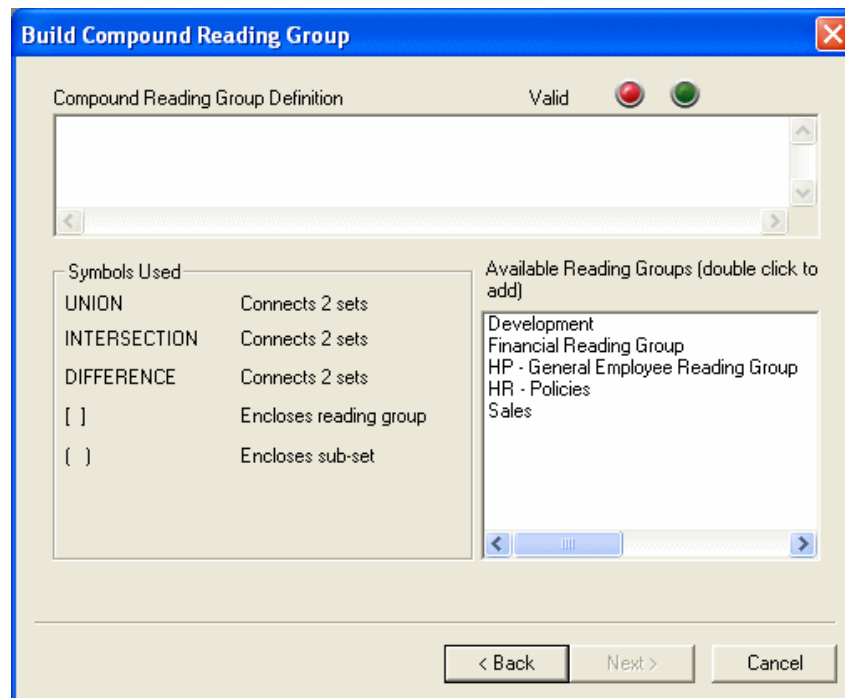 Build Compound Reading Group
Compound Reading Group Definition Valid
Symbols Used
UNION Connects 2 sets
INTERSECTION Connects 2 sets
DIFFERENCE Connects 2 sets
[ ] Encloses reading group
( ) Encloses sub-set
Available Reading Groups (double click to
add)
Development
Financial Reading Group
HP - General Employee Reading Group
HR - Policies
Sales
< Back Next > Cancel